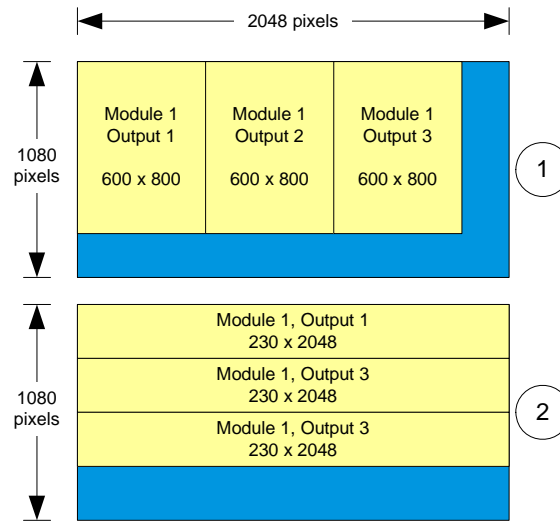 2048 pixels
1080
pixels
Module 1
Output 1
600 x 800
Module 1
Output 2
600 x 800
Module 1
Output 3
600 x 800
1
1080
pixels
Module 1, Output 1
230 x 2048
Module 1, Output 3
230 x 2048
Module 1, Output 3
230 x 2048
2